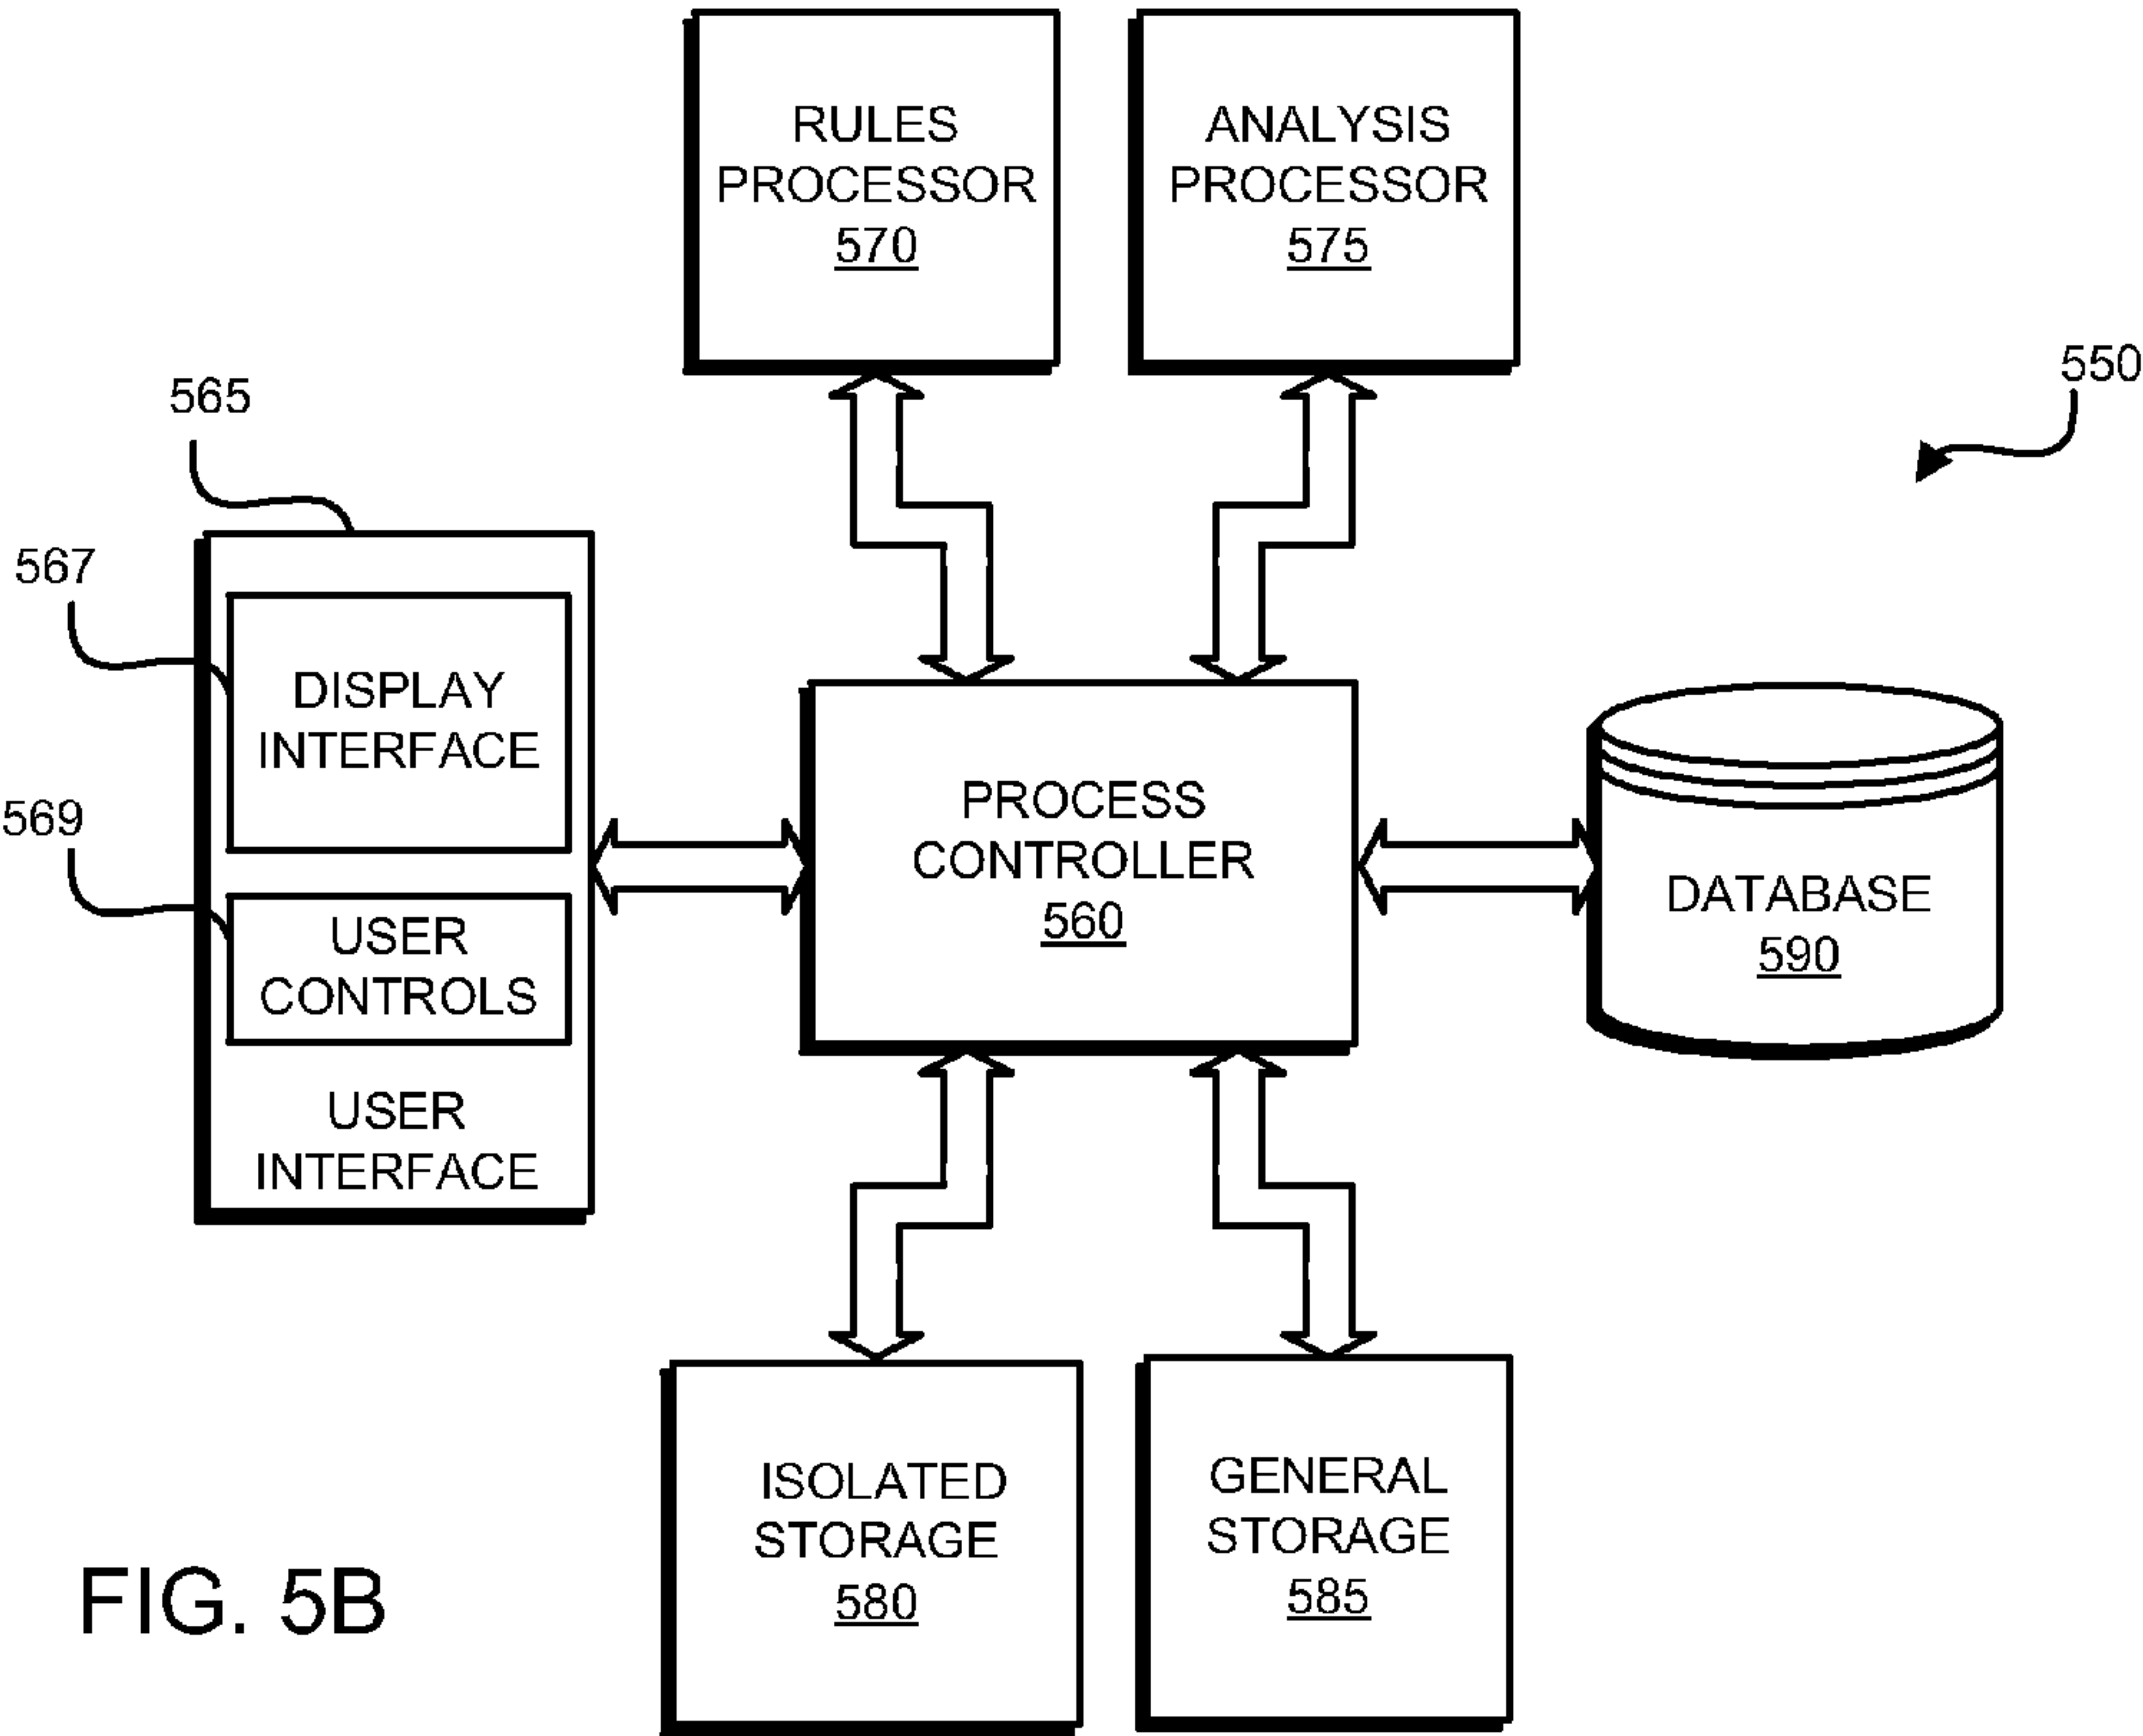 RULES
PROCESSOR
570
ANALYSIS
PROCESSOR
575
550
565
567
DISPLAY
INTERFACE
569
USER
CONTROLS
USER
INTERFACE
PROCESS
CONTROLLER
560
DATABASE
590
ISOLATED
STORAGE
580
GENERAL
STORAGE
585
FIG. 5B